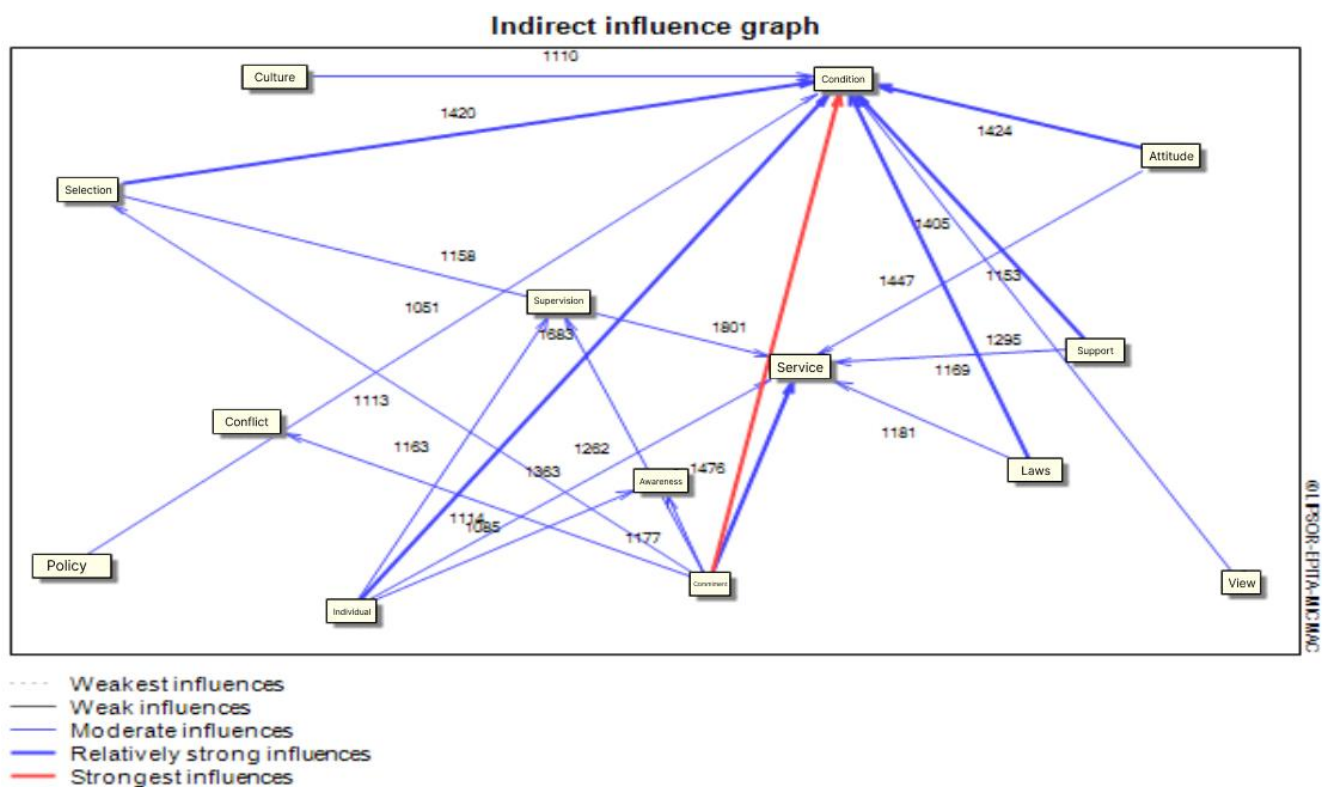 Indirect influence graph
1110
Culture
Condition
1420
1424
Attitude
Selection
1405
1158
1447
1153
1051
Supervision
1801
1683
1295
Support
Service
1169
1113
Conflict
1181
1163
1262
1363
1476
Laws
Awareness
1114
1085
1177
Policy
Comminent
View
Individual
@LIPSOR-EPITA-MICMAC
Weakest influences
Weak influences
Moderate influences
Relatively strong influences
Strongest influences